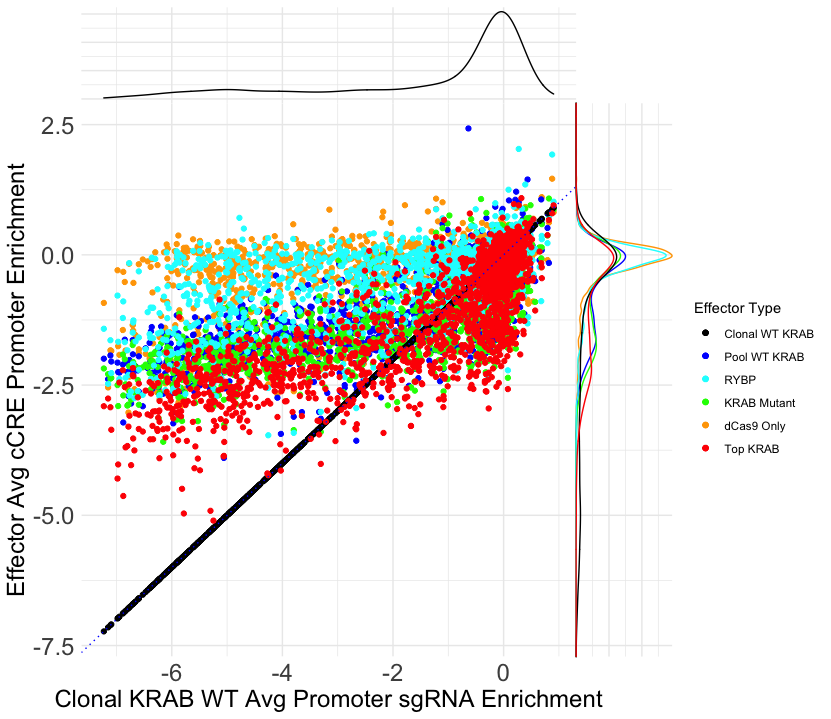 2.5
0.0
-2.5
-5.0
-7.5
Effector Avg cCRE Promoter Enrichment
-6
-4
-2
0
Clonal KRAB WT Avg Promoter sgRNA Enrichment
Effector Type
Clonal WT KRAB
Pool WT KRAB
RYBP
KRAB Mutant
dCas9 Only
Top KRAB